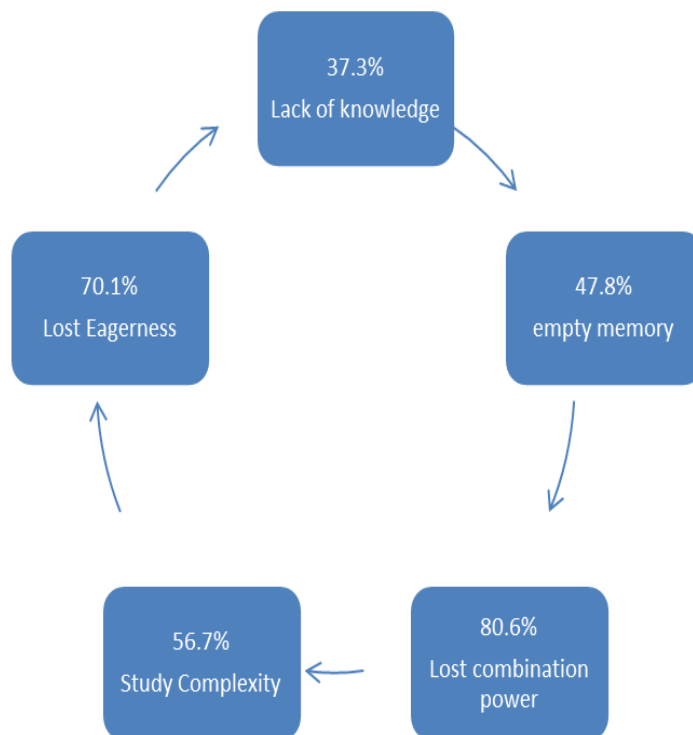 37.3%
Lack of knowledge
47.8%
empty memory
80.6%
Lost combination
power
56.7%
Study Complexity
70.1%
Lost Eagerness